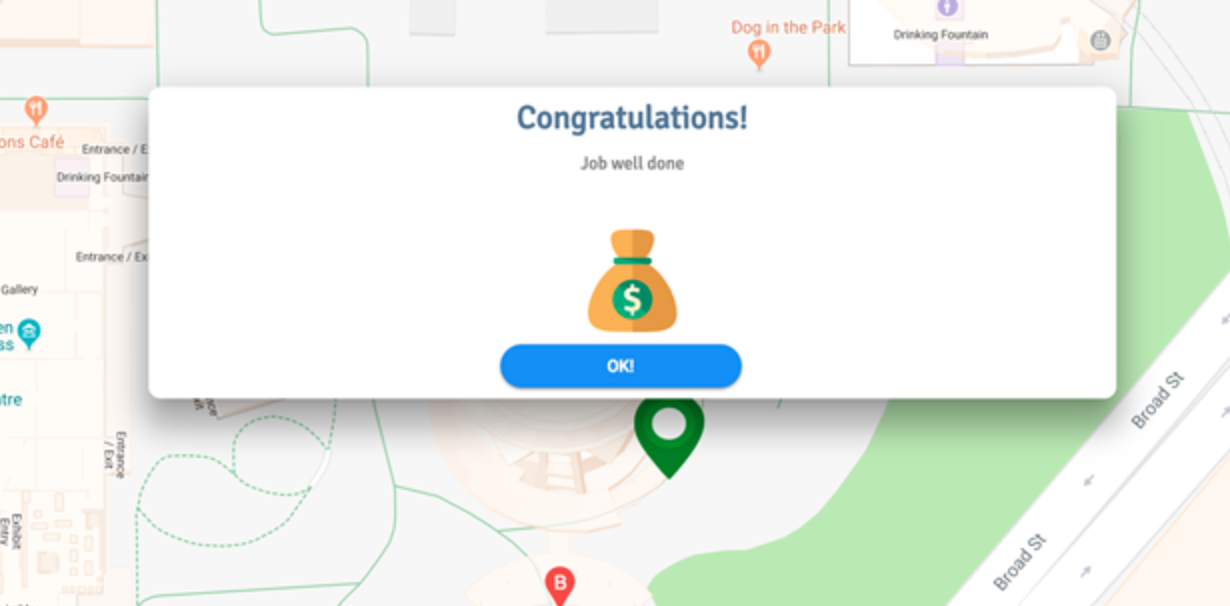 Dog in the Park
Drinking Fountain
Congratulations!
Job well done
ons Café
Entrance / E
Drinking Fountain
Entrance / Ex
Gallery
en
ss
$
OK!
ntre
Broad St
Entrance
/ Exit
Exhibit
Entry
Broad St
B